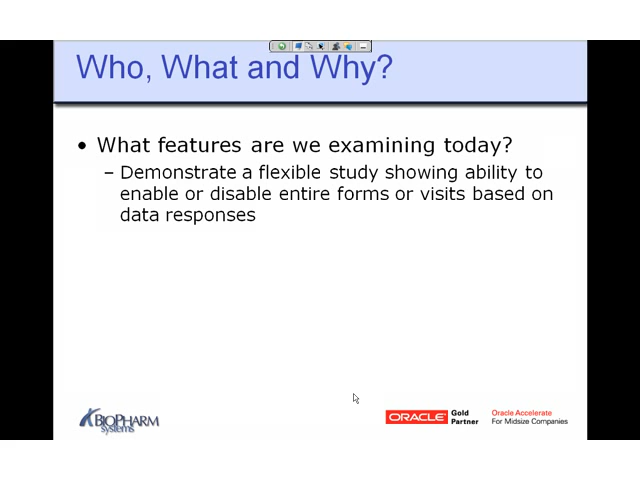 Who, What and Why?
• What features are we examining today?
– Demonstrate a flexible study showing ability to
enable or disable entire forms or visits based on
data responses
BIOPHARM
systems
ORACLE
Gold
Partner
Oracle Accelerate
For Midsize Companies